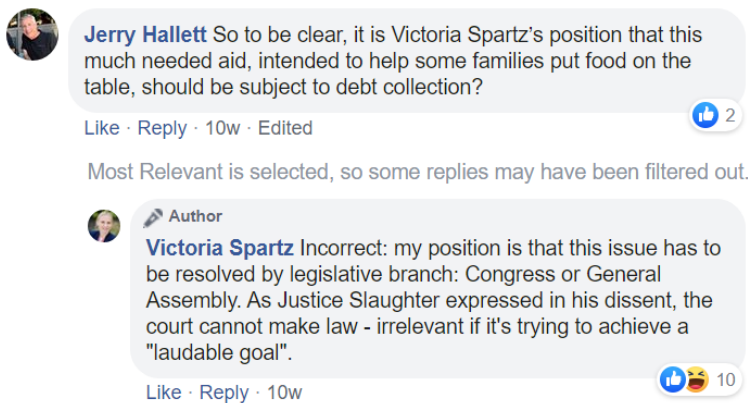 Jerry Hallett So to be clear, it is Victoria Spartz's position that this
much needed aid, intended to help some families put food on the
table, should be subject to debt collection?
2
Like · Reply · 10w · Edited
Most Relevant is selected, so some replies may have been filtered out.
Author
Victoria Spartz Incorrect: my position is that this issue has to
be resolved by legislative branch: Congress or General
Assembly. As Justice Slaughter expressed in his dissent, the
court cannot make law - irrelevant if it's trying to achieve a
"laudable goal".
10
Like · Reply · 10w